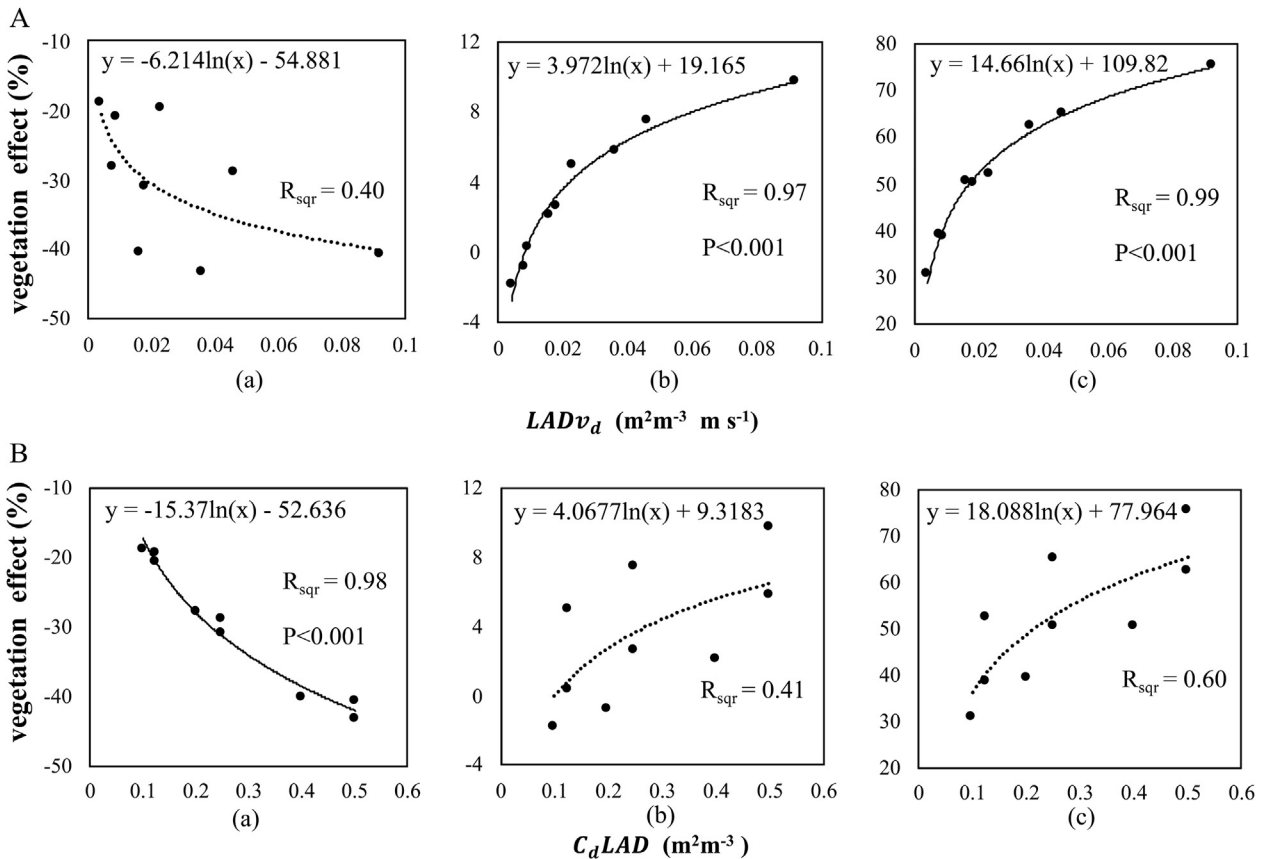 A
vegetation effect (%)
-10
-20
-30
-40
-50
y = -6.214ln(x) - 54.881
Rsqr = 0.40
0 0.02 0.04 0.06 0.08 0.1
(a)
12
8
4
0
-4
y = 3.972ln(x) + 19.165
Rsqr = 0.97
P<0.001
0 0.02 0.04 0.06 0.08 0.1
(b)
80
70
60
50
40
30
20
y = 14.66ln(x) + 109.82
Rsqr = 0.99
P<0.001
0 0.02 0.04 0.06 0.08 0.1
(c)
LADvd (m²m⁻³ m s⁻¹)
B
vegetation effect (%)
-10
-20
-30
-40
-50
y = -15.37ln(x) - 52.636
Rsqr = 0.98
P<0.001
0 0.1 0.2 0.3 0.4 0.5 0.6
(a)
12
8
4
0
-4
y = 4.0677ln(x) + 9.3183
Rsqr = 0.41
0 0.1 0.2 0.3 0.4 0.5 0.6
(b)
80
70
60
50
40
30
20
y = 18.088ln(x) + 77.964
Rsqr = 0.60
0 0.1 0.2 0.3 0.4 0.5 0.6
(c)
CdLAD (m²m⁻³ )